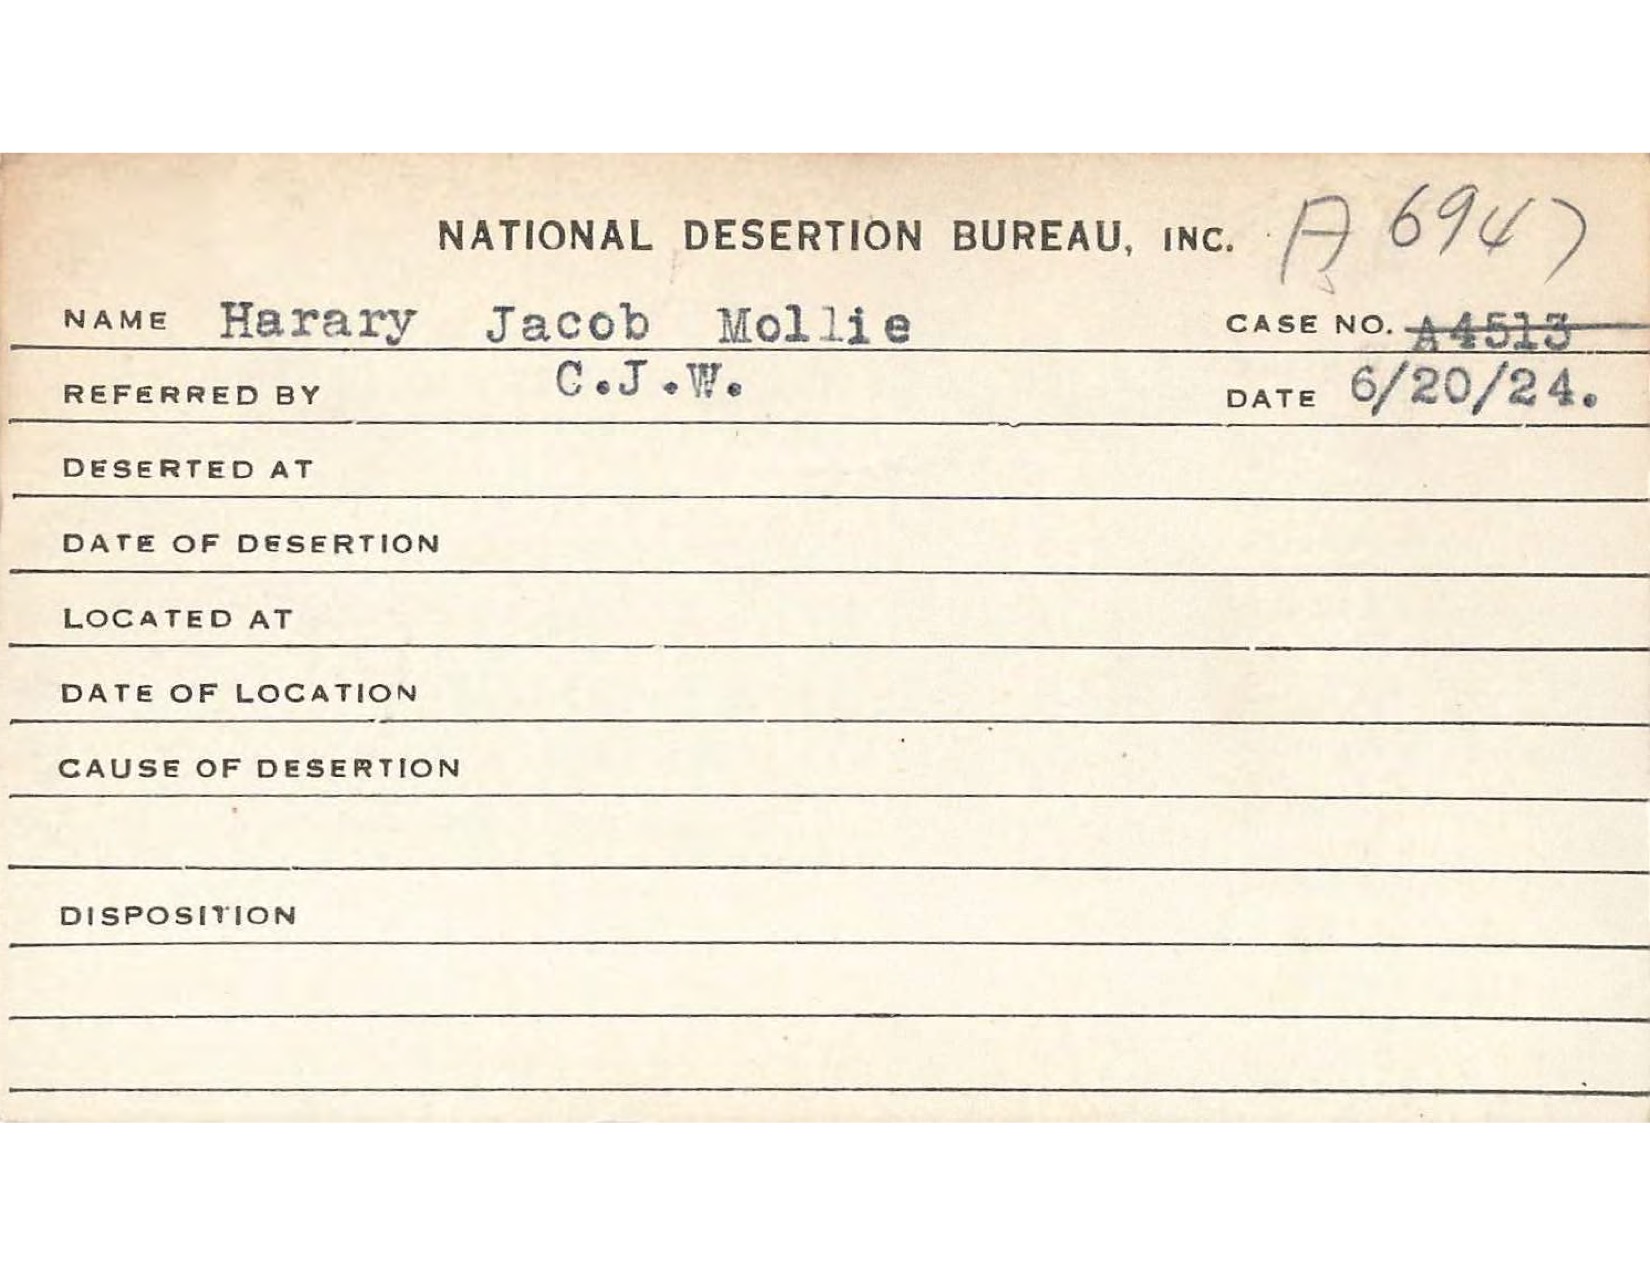 NATIONAL DESERTION BUREAU, INC. A 6947
NAME Harary Jacob Mollie CASE NO. A4513
REFERRED BY C.J.W. DATE 6/20/24.
DESERTED AT
DATE OF DESERTION
LOCATED AT
DATE OF LOCATION
CAUSE OF DESERTION
DISPOSITION